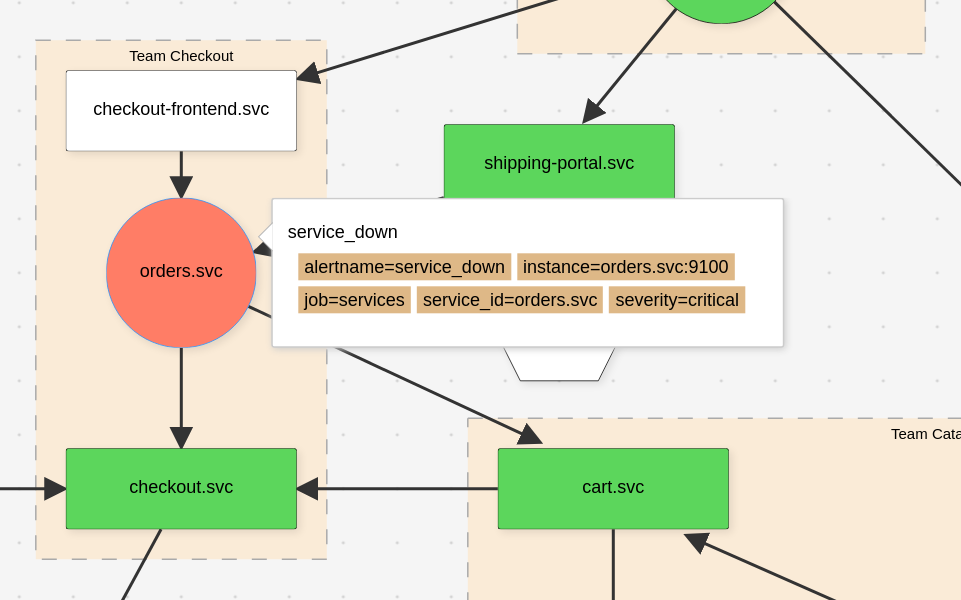 Team Checkout
checkout-frontend.svc
shipping-portal.svc
service_down
alertname=service_down instance=orders.svc:9100
orders.svc
job=services service_id=orders.svc severity=critical
Team Cata
checkout.svc
cart.svc